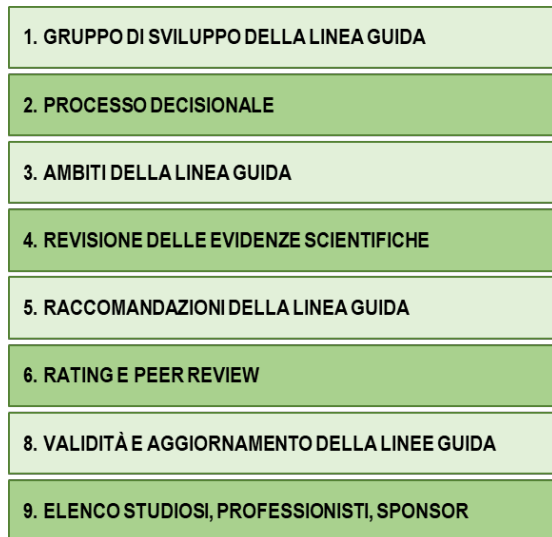 1. GRUPPO DI SVILUPPO DELLA LINEA GUIDA
2. PROCESSO DECISIONALE
3. AMBITI DELLA LINEA GUIDA
4. REVISIONE DELLE EVIDENZE SCIENTIFICHE
5. RACCOMANDAZIONI DELLA LINEA GUIDA
6. RATING E PEER REVIEW
8. VALIDITÀ E AGGIORNAMENTO DELLA LINEE GUIDA
9. ELENCO STUDIOSI, PROFESSIONISTI, SPONSOR